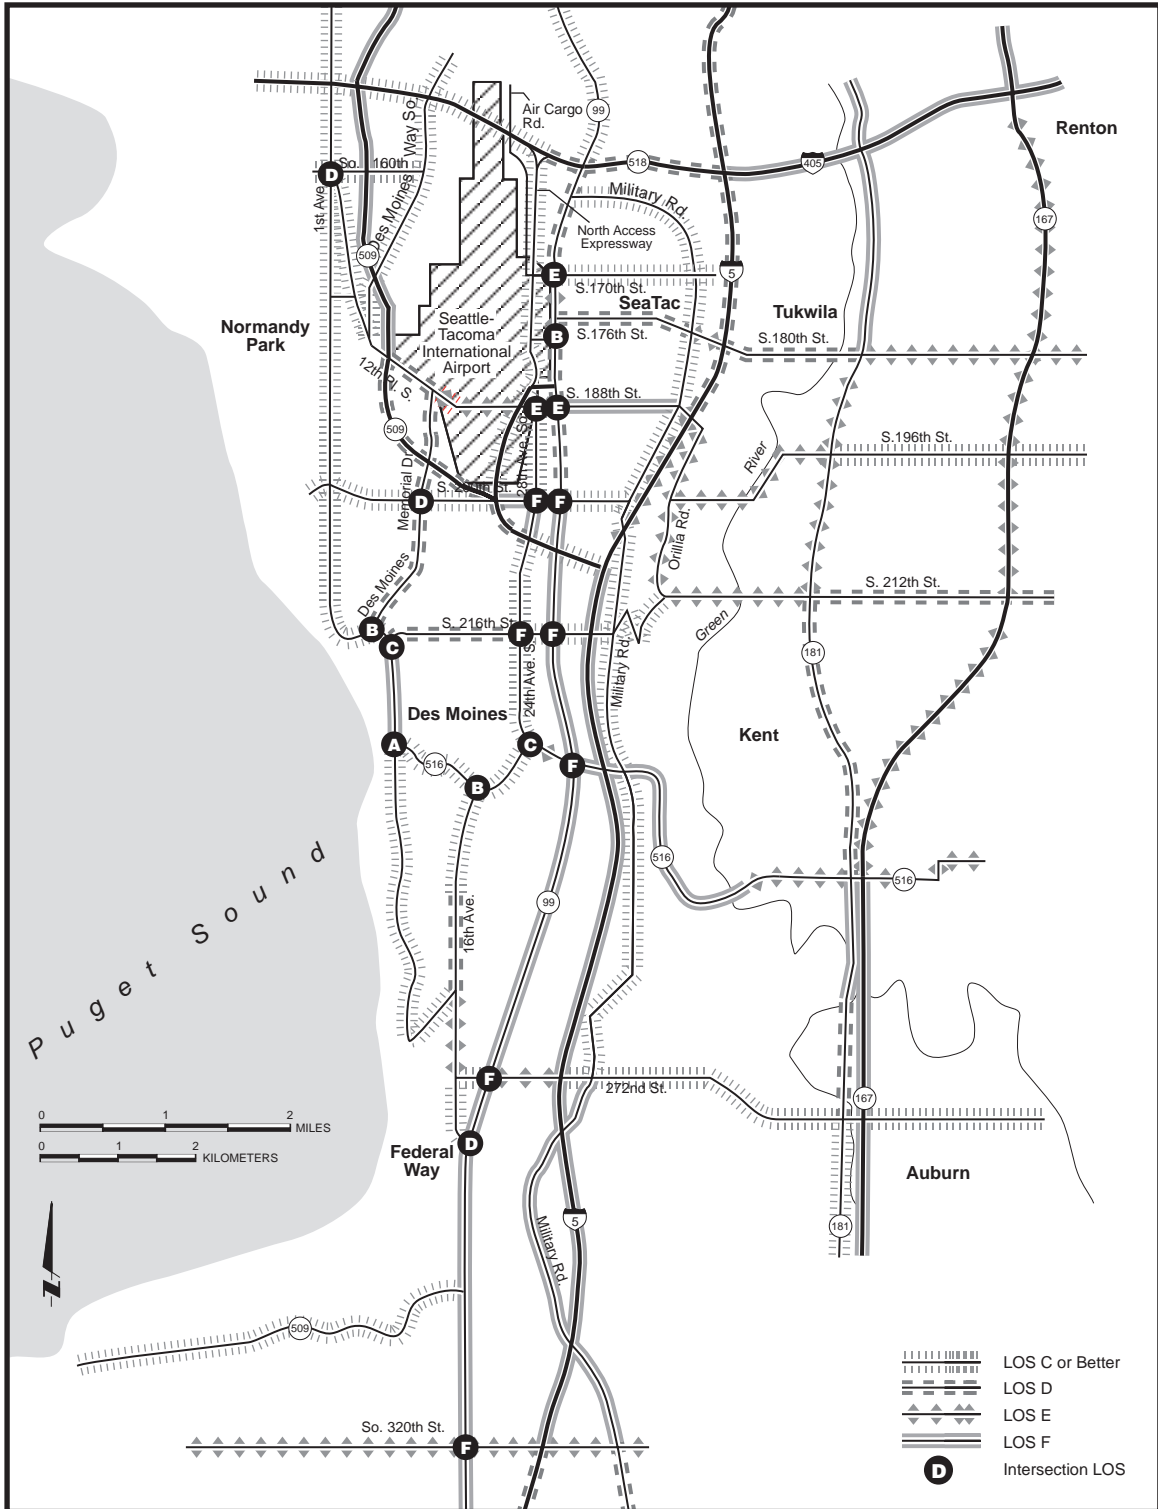 Air Cargo
Rd.
99
Renton
518
405
So. 160th
D
1st Ave.
Des Moines Way So.
Military Rd.
167
North Access
Expressway
509
5
E
S.170th St.
SeaTac
Tukwila
Normandy
Park
Seattle-
Tacoma
International
Airport
B
S.176th St.
S.180th St.
12th Pl. S.
S. 188th St.
E
E
509
28th Ave. So.
S.196th St.
River
S. 200th St.
Memorial Dr.
D
F
F
Orillia Rd.
Des Moines
S. 212th St.
Green
B
S. 216th St.
F
F
C
181
24th Ave. S.
Military Rd.
Des Moines
Kent
A
516
C
F
B
516
516
99
16th Ave.
Puget Sound
F
272nd St.
167
0 1 2
MILES
0 1 2
KILOMETERS
D
Federal
Way
Auburn
5
181
Military Rd.
N
509
LOS C or Better
LOS D
LOS E
LOS F
D
Intersection LOS
So. 320th St.
F